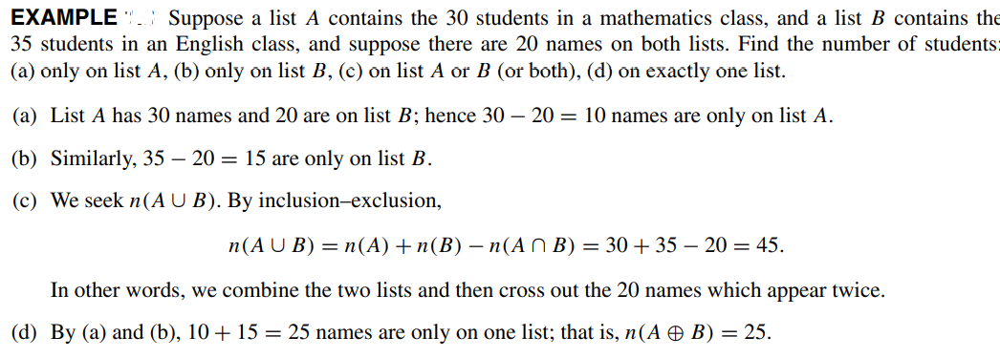 EXAMPLE Suppose a list A contains the 30 students in a mathematics class, and a list B contains the
35 students in an English class, and suppose there are 20 names on both lists. Find the number of students:
(a) only on list A, (b) only on list B, (c) on list A or B (or both), (d) on exactly one list.
(a) List A has 30 names and 20 are on list B; hence 30 − 20 = 10 names are only on list A.
(b) Similarly, 35 − 20 = 15 are only on list B.
(c) We seek n(A ∪ B). By inclusion–exclusion,
n(A ∪ B) = n(A) + n(B) − n(A ∩ B) = 30 + 35 − 20 = 45.
In other words, we combine the two lists and then cross out the 20 names which appear twice.
(d) By (a) and (b), 10 + 15 = 25 names are only on one list; that is, n(A ⊕ B) = 25.